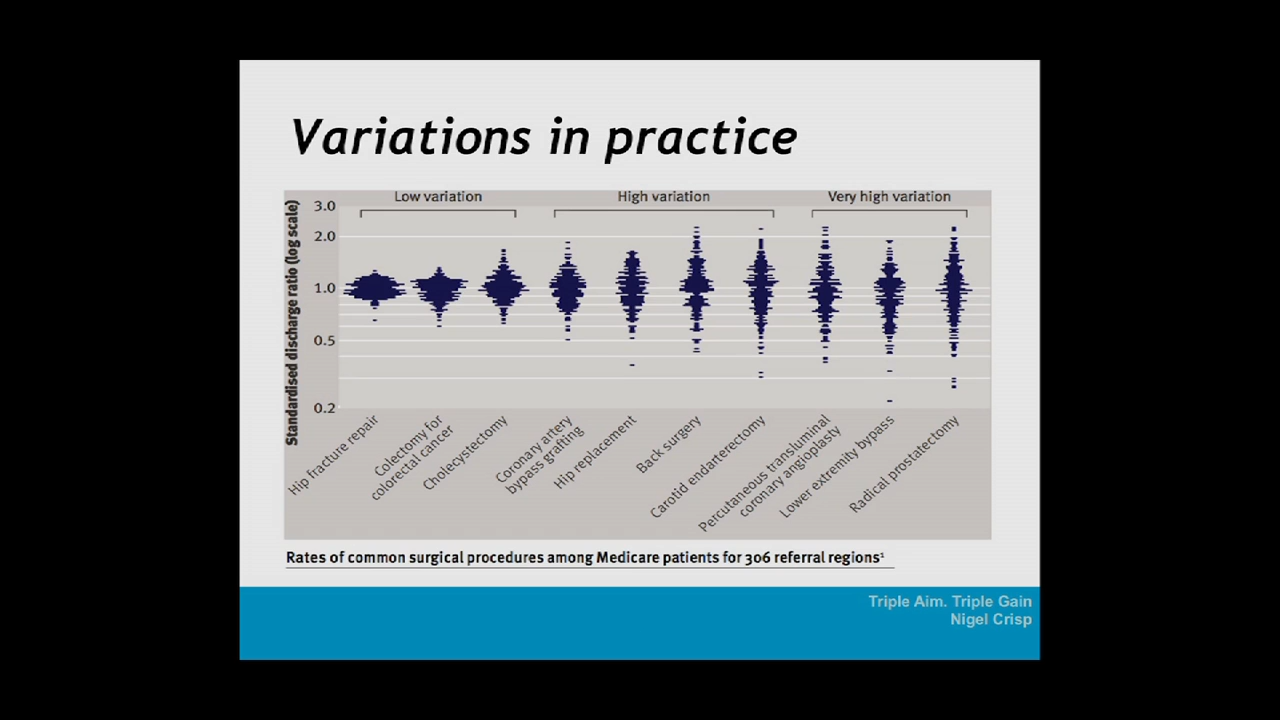 Variations in practice
Low variation
High variation
Very high variation
Standardised discharge ratio (log scale)
3.0
2.0
1.0
0.5
0.2
Hip fracture repair
Colectomy for
colorectal cancer
Cholecystectomy
Coronary artery
bypass grafting
Hip replacement
Back surgery
Carotid endarterectomy
Percutaneous transluminal
coronary angioplasty
Lower extremity bypass
Radical prostatectomy
Rates of common surgical procedures among Medicare patients for 306 referral regions¹
Triple Aim. Triple Gain
Nigel Crisp